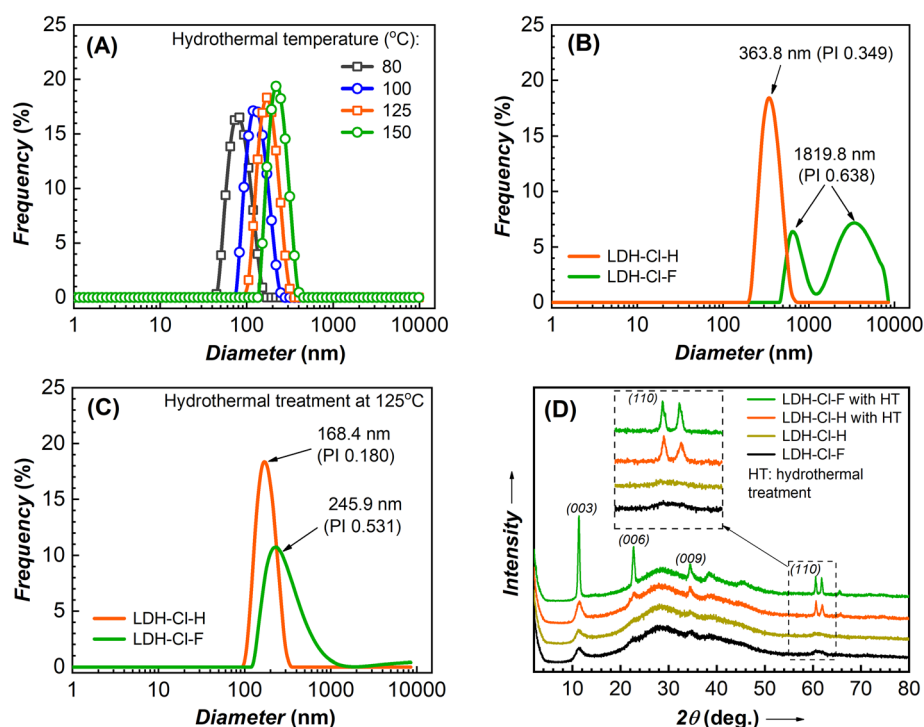 (A)
Hydrothermal temperature (°C):
80
100
125
150
25
20
15
10
5
0
Frequency (%)
1
10
100
1000
10000
Diameter (nm)
(B)
363.8 nm (PI 0.349)
1819.8 nm
(PI 0.638)
LDH-Cl-H
LDH-Cl-F
25
20
15
10
5
0
Frequency (%)
1
10
100
1000
10000
Diameter (nm)
(C)
Hydrothermal treatment at 125°C
168.4 nm
(PI 0.180)
245.9 nm
(PI 0.531)
LDH-Cl-H
LDH-Cl-F
25
20
15
10
5
0
Frequency (%)
1
10
100
1000
10000
Diameter (nm)
(D)
(110)
LDH-Cl-F with HT
LDH-Cl-H with HT
LDH-Cl-H
LDH-Cl-F
HT: hydrothermal
treatment
(003)
(006)
(009)
(110)
Intensity
10
20
30
40
50
60
70
80
2θ (deg.)